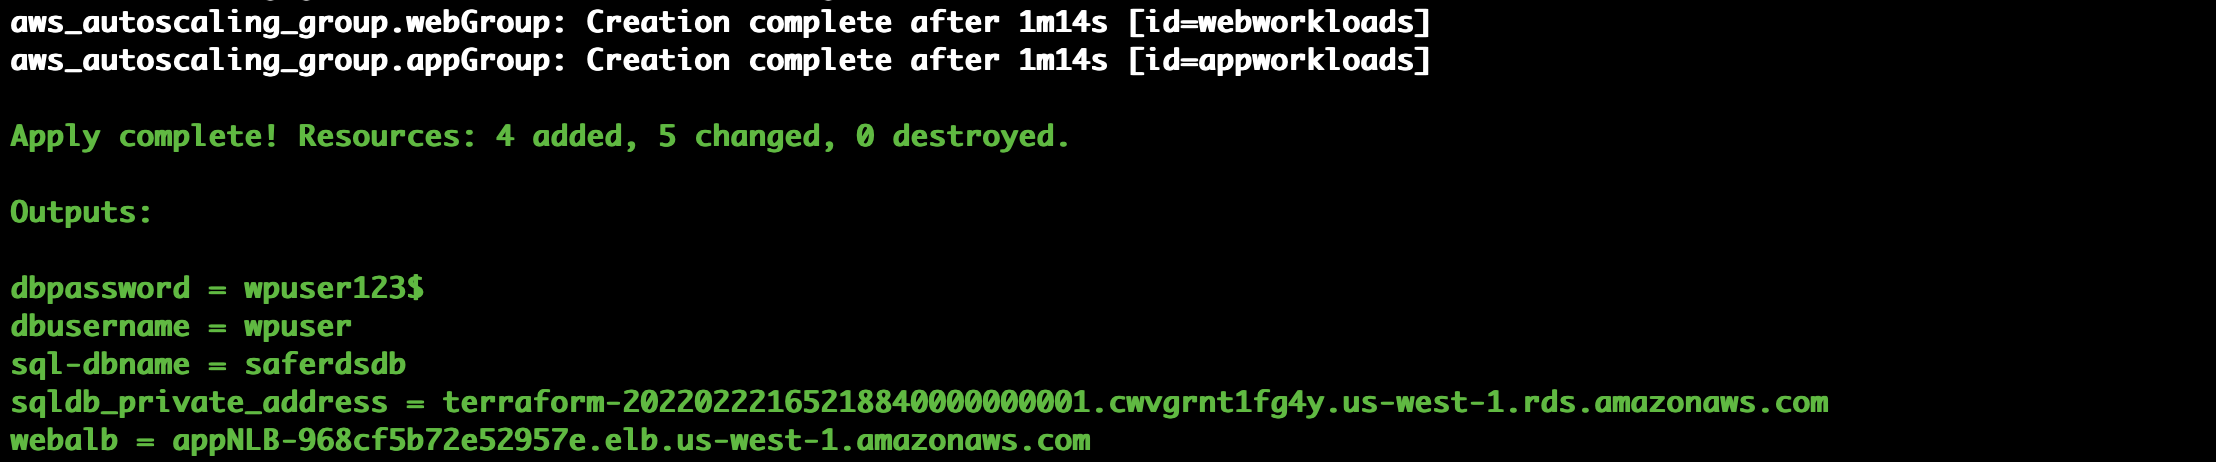 aws_autoscaling_group.webGroup: Creation complete after 1m14s [id=webworkloads]
aws_autoscaling_group.appGroup: Creation complete after 1m14s [id=appworkloads]
Apply complete! Resources: 4 added, 5 changed, 0 destroyed.
Outputs:
dbpassword = wpuser123$
dbusername = wpuser
sql-dbname = saferdsdb
sqldb_private_address = terraform-20220222165218840000000001.cwvgrnt1fg4y.us-west-1.rds.amazonaws.com
webalb = appNLB-968cf5b72e52957e.elb.us-west-1.amazonaws.com